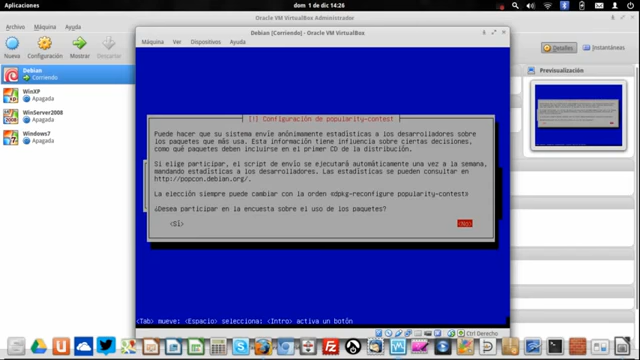 Aplicaciones
dom 1 de dic 14:26
Oracle VM VirtualBox Administrador
Archivo Máquina Ayuda
Nueva Configuración Mostrar Descartar
Detalles Instantáneas
Debian
Corriendo
WinXP
Apagada
WinServer2008
Apagada
Windows7
Apagada
Previsualización
Debian [Corriendo] - Oracle VM VirtualBox
Máquina Ver Dispositivos Ayuda
[!] Configuración de popularity-contest
Puede hacer que su sistema envíe anónimamente estadísticas a los desarrolladores sobre
los paquetes que más usa. Esta información tiene influencia sobre ciertas decisiones,
como qué paquetes deben incluirse en el primer CD de la distribución.
Si elige participar, el script de envío se ejecutará automáticamente una vez a la semana,
mandando estadísticas a los desarrolladores. Las estadísticas se pueden consultar en
http://popcon.debian.org/.
La elección siempre puede cambiar con la orden «dpkg-reconfigure popularity-contest»
¿Desea participar en la encuesta sobre el uso de los paquetes?
<Sí> <No>
<Tab> mueve; <Espacio> selecciona; <Intro> activa un botón
Ctrl Derecho